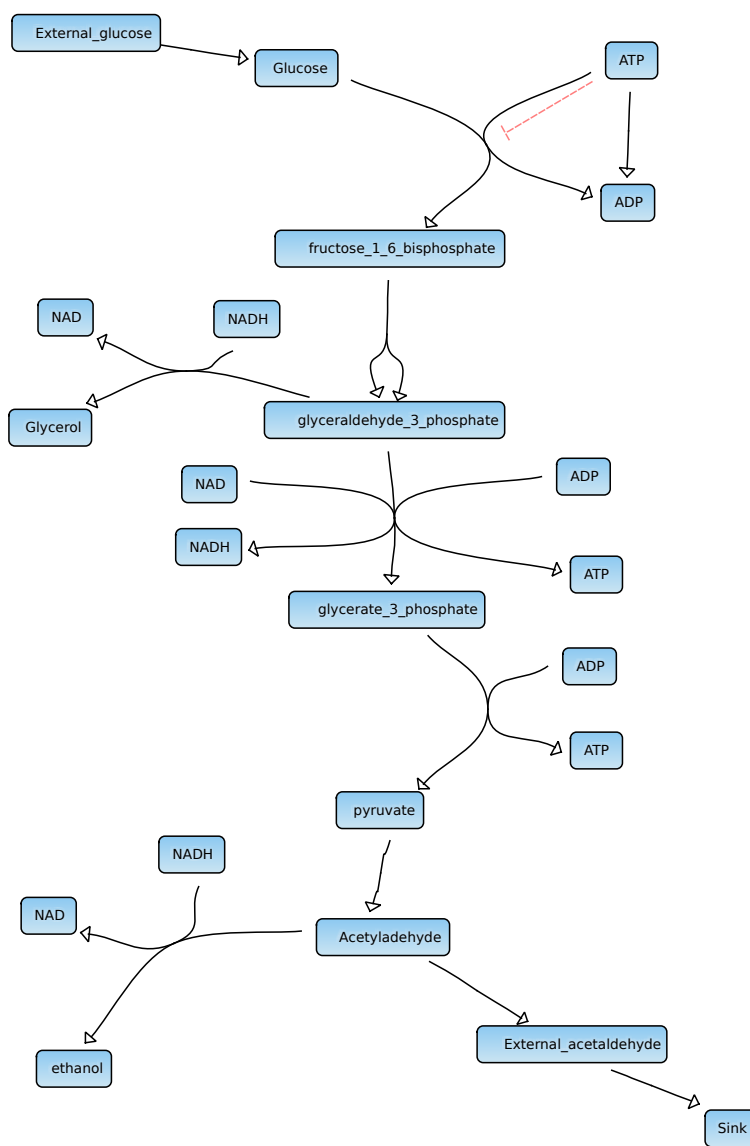 External_glucose
Glucose
ATP
ADP
fructose_1_6_bisphosphate
NAD
NADH
Glycerol
glyceraldehyde_3_phosphate
NAD
ADP
NADH
ATP
glycerate_3_phosphate
ADP
ATP
pyruvate
NADH
NAD
Acetyladehyde
External_acetaldehyde
ethanol
Sink